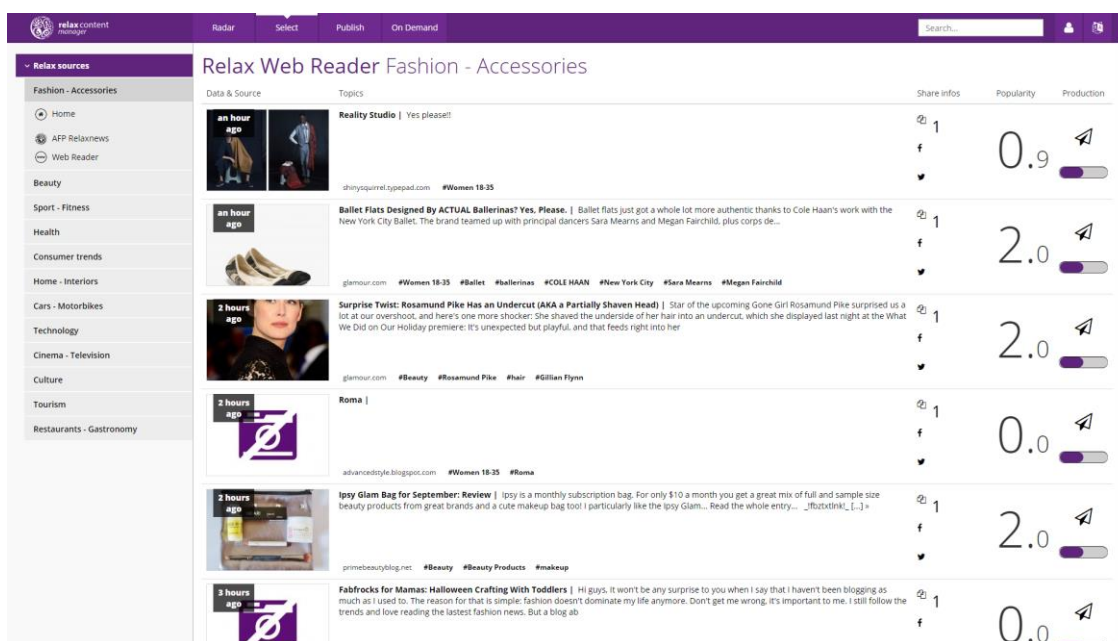 relax content
manager
Radar
Select
Publish
On Demand
Search...
Relax sources
Fashion - Accessories
Home
AFP Relaxnews
Web Reader
Beauty
Sport - Fitness
Health
Consumer trends
Home - Interiors
Cars - Motorbikes
Technology
Cinema - Television
Culture
Tourism
Restaurants - Gastronomy
Relax Web Reader Fashion - Accessories
Data & Source
Topics
Share infos
Popularity
Production
an hour
ago
Reality Studio | Yes please!!
shinysquirrel.typepad.com #Women 18-35
1
0.9
an hour
ago
Ballet Flats Designed By ACTUAL Ballerinas? Yes, Please. | Ballet flats just got a whole lot more authentic thanks to Cole Haan's work with the
New York City Ballet. The brand teamed up with principal dancers Sara Mearns and Megan Fairchild, plus corps de...
glamour.com #Women 18-35 #Ballet #ballerinas #COLE HAAN #New York City #Sara Mearns #Megan Fairchild
1
2.0
2 hours
ago
Surprise Twist: Rosamund Pike Has an Undercut (AKA a Partially Shaven Head) | Star of the upcoming Gone Girl Rosamund Pike surprised us a
lot at our overshoot, and here's one more shocker: She shaved the underside of her hair into an undercut, which she displayed last night at the What
We Did on Our Holiday premiere: It's unexpected but playful, and that feeds right into her
glamour.com #Beauty #Rosamund Pike #hair #Gillian Flynn
1
2.0
2 hours
ago
Roma |
advancedstyle.blogspot.com #Women 18-35 #Roma
1
0.0
2 hours
ago
Ipsy Glam Bag for September: Review | Ipsy is a monthly subscription bag. For only $10 a month you get a great mix of full and sample size
beauty products from great brands and a cute makeup bag too! I particularly like the Ipsy Glam... Read the whole entry... _!fbztxtlnk!_ [...] »
primebeautyblog.net #Beauty #Beauty Products #makeup
1
2.0
3 hours
ago
Fabfrocks for Mamas: Halloween Crafting With Toddlers | Hi guys, It won't be any surprise to you when I say that I haven't been blogging as
much as I used to. The reason for that is simple: fashion doesn't dominate my life anymore. Don't get me wrong, it's important to me. I still follow the
trends and love reading the lastest fashion news. But a blog ab
1
0.0